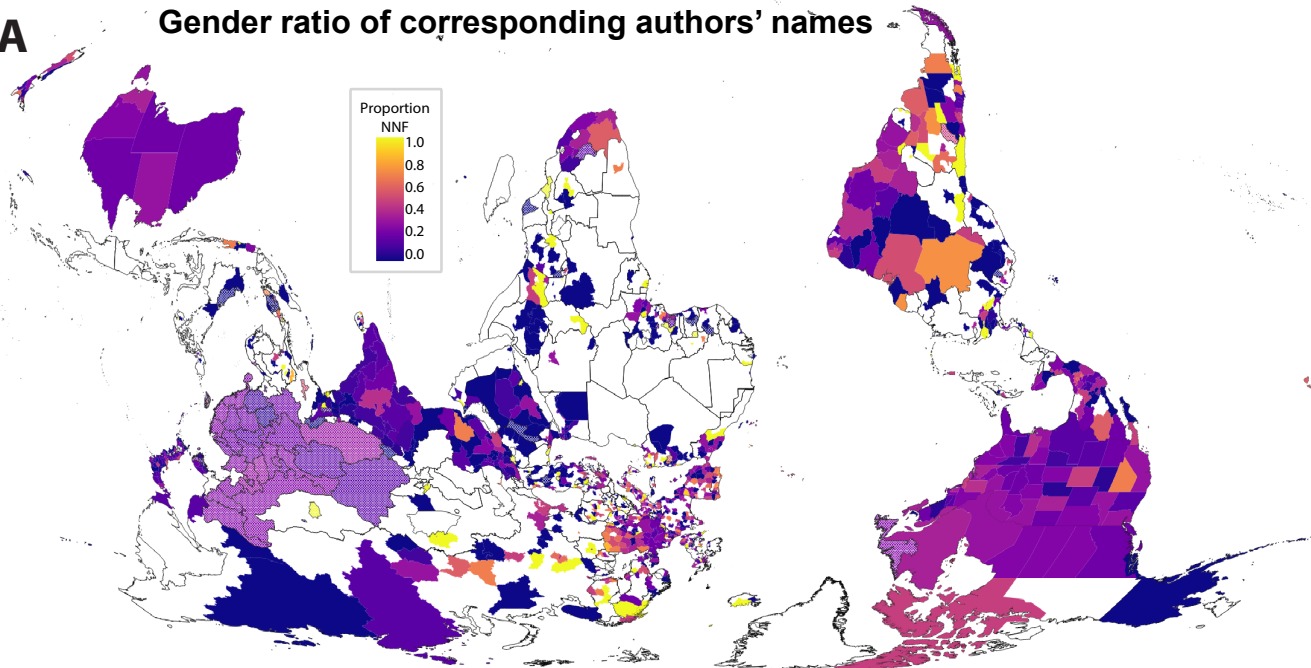 A
Gender ratio of corresponding authors’ names
Proportion
NNF
1.0
0.8
0.6
0.4
0.2
0.0